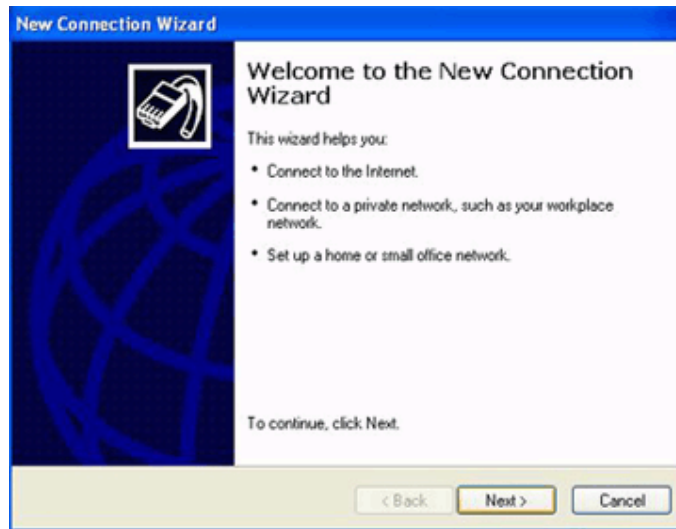 New Connection Wizard
Welcome to the New Connection
Wizard
This wizard helps you:
• Connect to the Internet.
• Connect to a private network, such as your workplace
network.
• Set up a home or small office network.
To continue, click Next.
< Back Next > Cancel